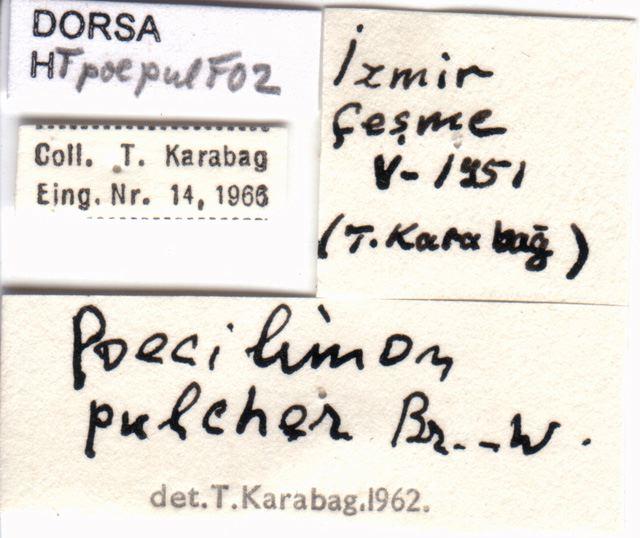 DORSA
HTpoepulF02
Coll. T. Karabag
Eing. Nr. 14, 1966
İzmir
Çeşme
V-1951
(T. Karabağ)
Poecilimon
pulcher Br.-W.
det. T. Karabag. 1962.